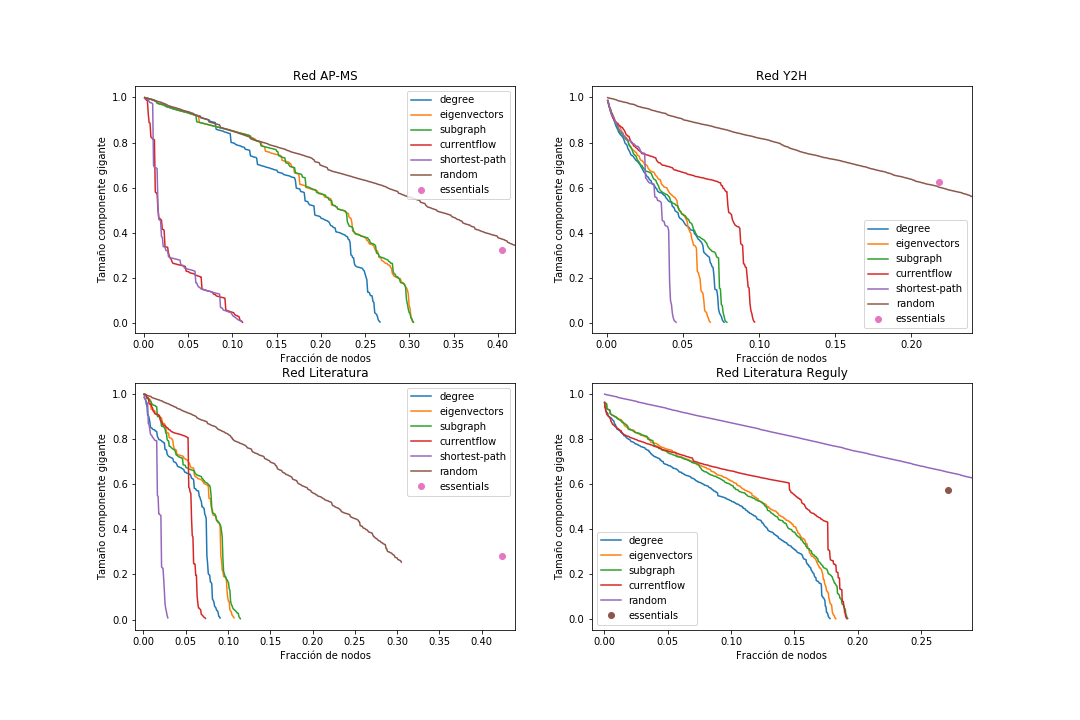 Red AP-MS
Tamaño componente gigante
1.0
0.8
0.6
0.4
0.2
0.0
degree
eigenvectors
subgraph
currentflow
shortest-path
random
essentials
0.00 0.05 0.10 0.15 0.20 0.25 0.30 0.35 0.40
Fracción de nodos
Red Y2H
Tamaño componente gigante
1.0
0.8
0.6
0.4
0.2
0.0
degree
eigenvectors
subgraph
currentflow
shortest-path
random
essentials
0.00 0.05 0.10 0.15 0.20
Fracción de nodos
Red Literatura
Tamaño componente gigante
1.0
0.8
0.6
0.4
0.2
0.0
degree
eigenvectors
subgraph
currentflow
shortest-path
random
essentials
0.00 0.05 0.10 0.15 0.20 0.25 0.30 0.35 0.40
Fracción de nodos
Red Literatura Reguly
Tamaño componente gigante
1.0
0.8
0.6
0.4
0.2
0.0
degree
eigenvectors
subgraph
currentflow
random
essentials
0.00 0.05 0.10 0.15 0.20 0.25
Fracción de nodos